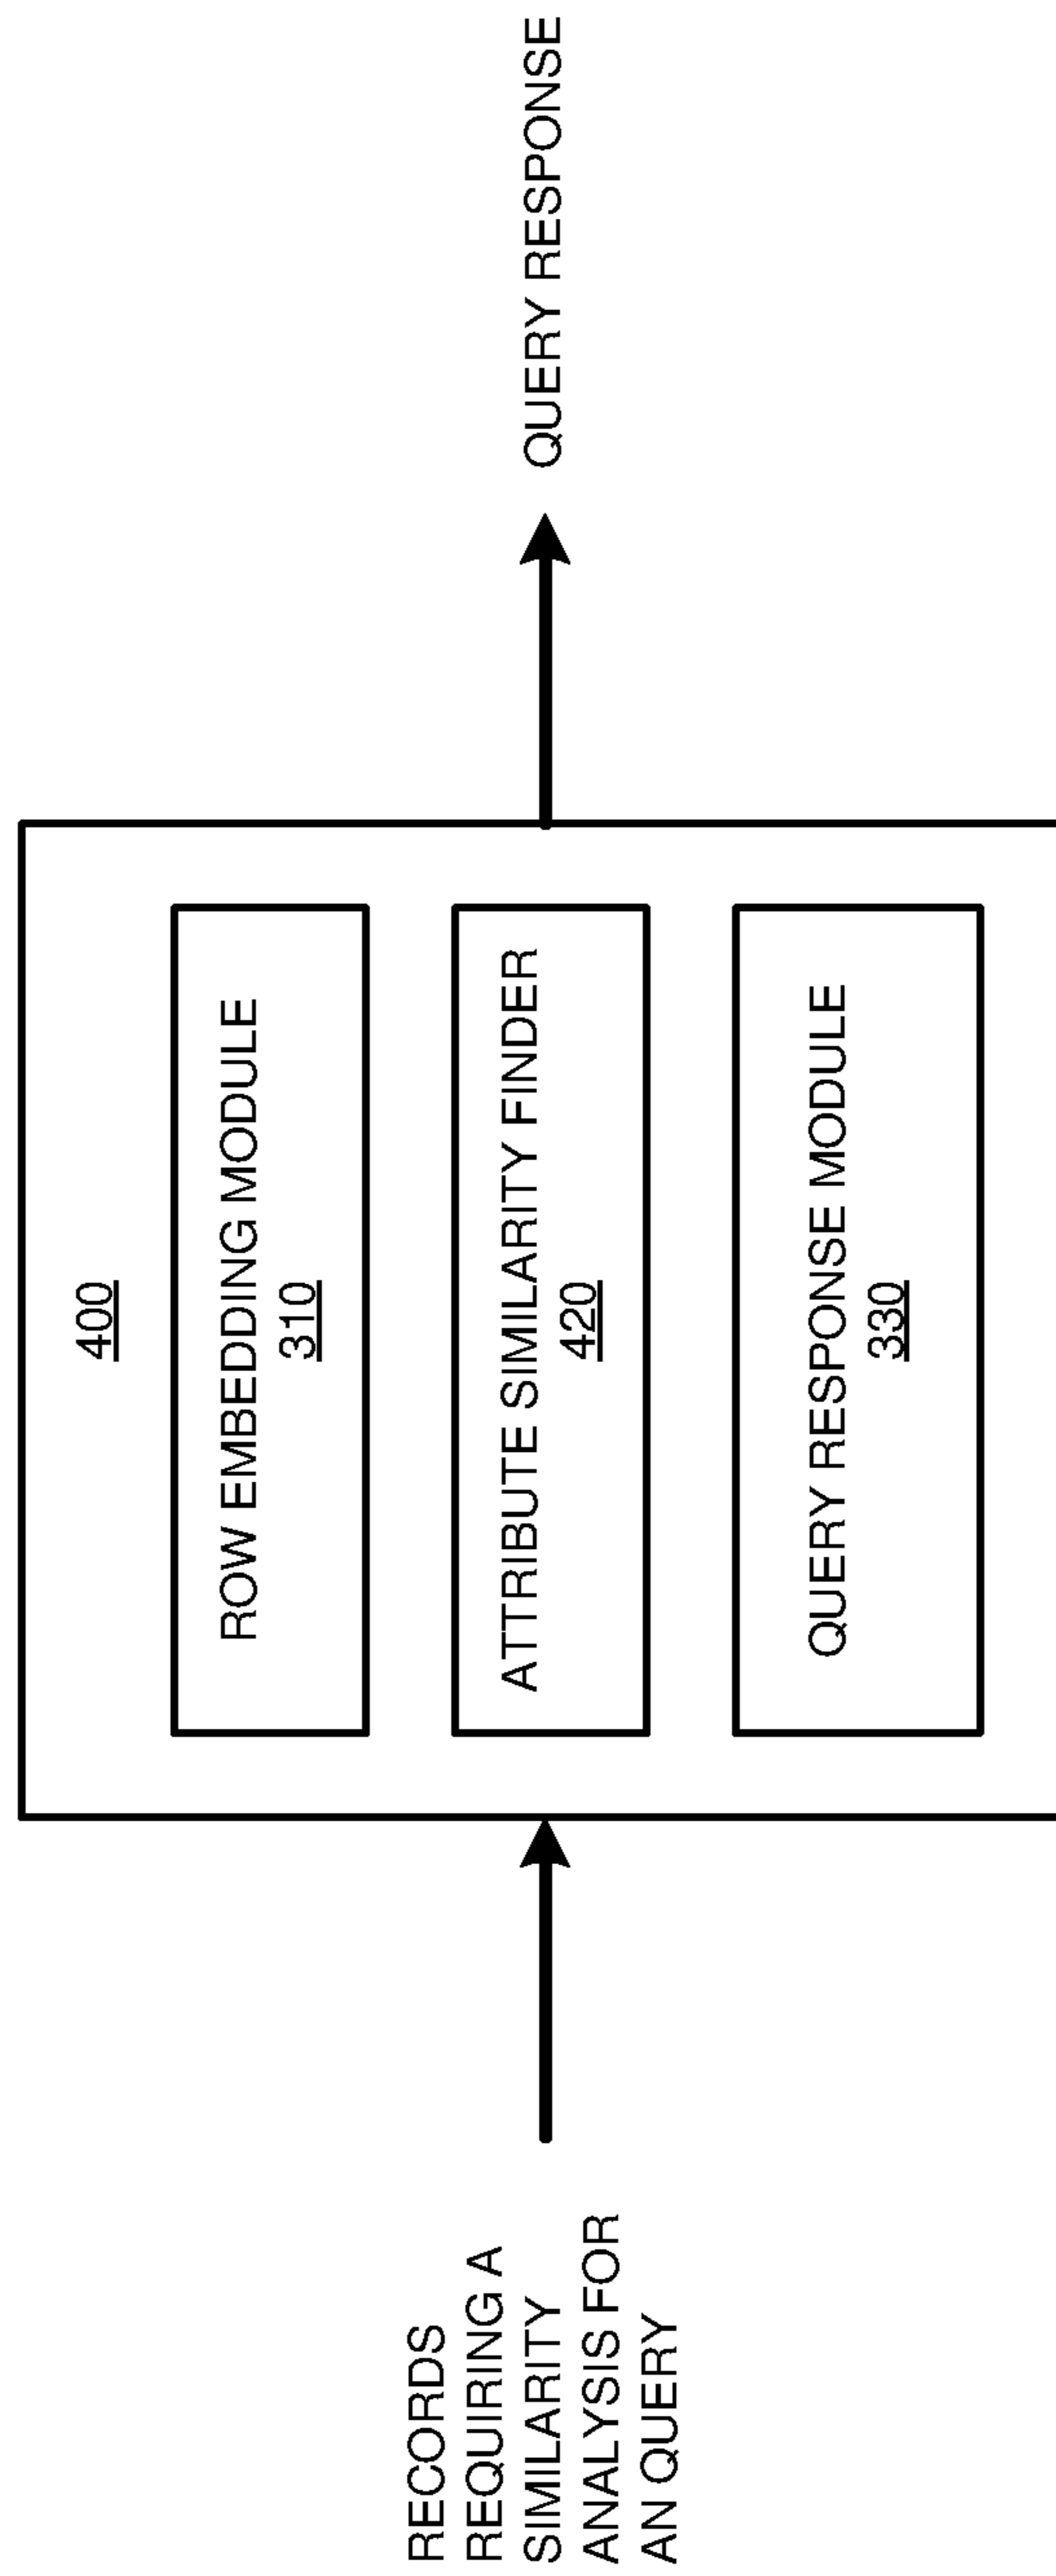 RECORDS
REQUIRING A
SIMILARITY
ANALYSIS FOR
AN QUERY
400
ROW EMBEDDING MODULE
310
ATTRIBUTE SIMILARITY FINDER
420
QUERY RESPONSE MODULE
330
QUERY RESPONSE